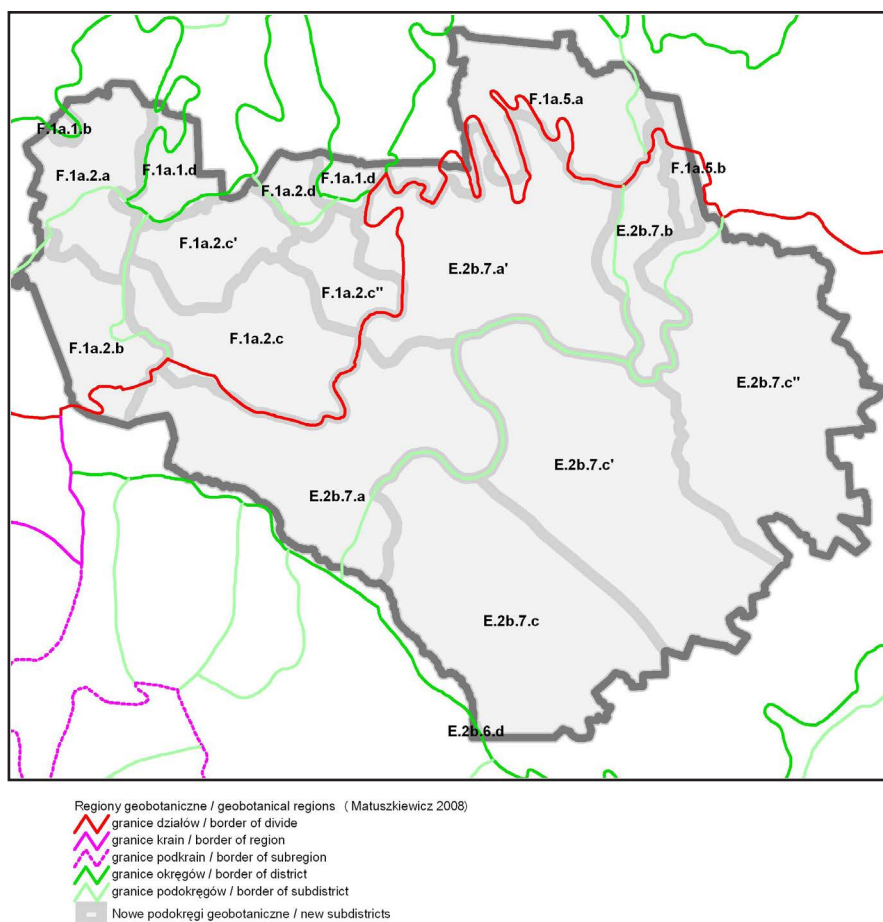 F.1a.5.a
F.1a.1.b
F.1a.1.d
F.1a.2.a
F.1a.2.d
F.1a.1.d
F.1a.5.b
F.1a.2.c'
E.2b.7.b
E.2b.7.a'
F.1a.2.c"
F.1a.2.b
F.1a.2.c
E.2b.7.c"
E.2b.7.c'
E.2b.7.a
E.2b.7.c
E.2b.6.d
Regiony geobotaniczne / geobotanical regions ( Matuszkiewicz 2008)
granice działów / border of divide
granice krain / border of region
granice podkrain / border of subregion
granice okręgów / border of district
granice podokręgów / border of subdistrict
Nowe podokręgi geobotaniczne / new subdistricts